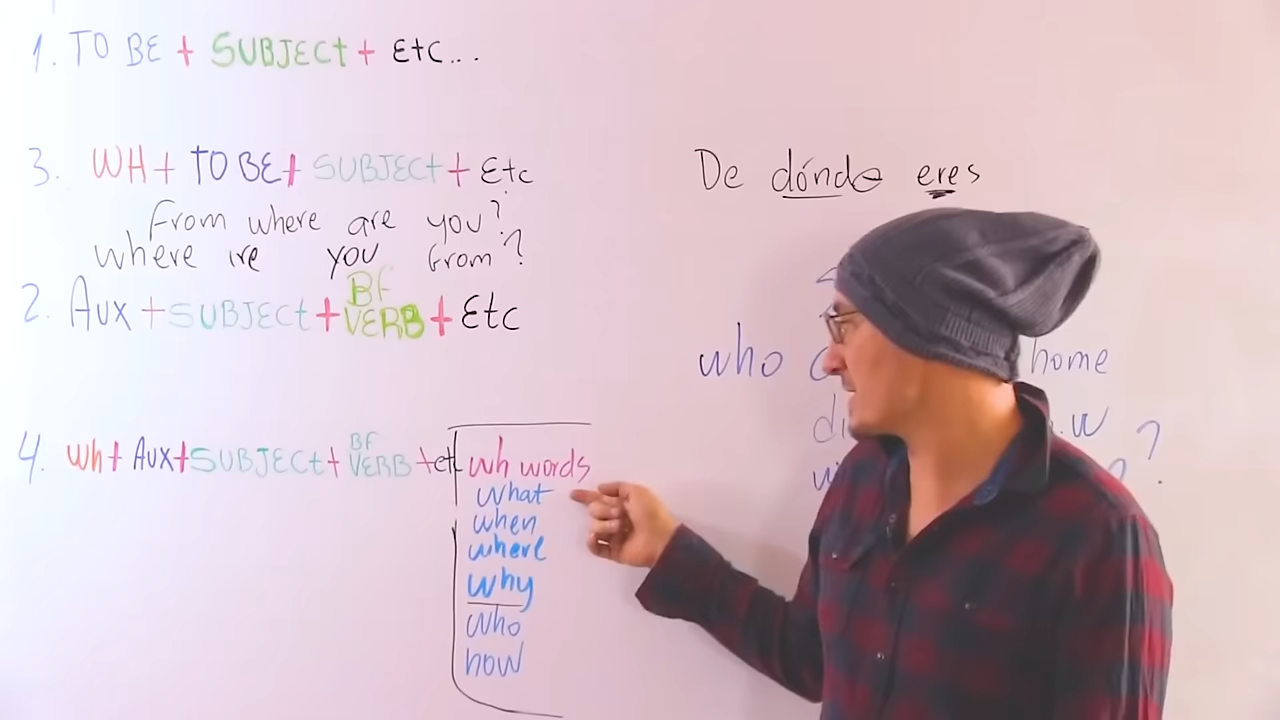 1. TO BE + SUBJECT + Etc...
3. WH + TO BE + SUBJECT + Etc
From where are you?
where are you from?
2. Aux + SUBJECT + BF VERB + Etc
4. Wh + Aux + SUBJECT + BF VERB + etc
wh words
what
when
where
why
who
how
De dónde eres
who home
?